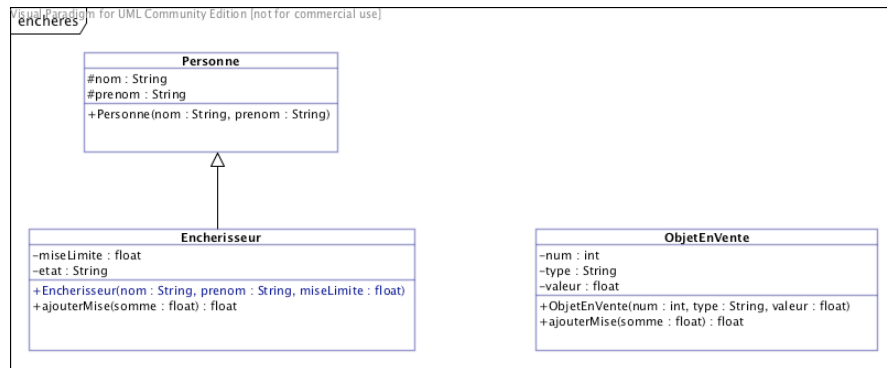 Visual Paradigm for UML Community Edition [not for commercial use]
encheres
Personne
#nom : String
#prenom : String
+Personne(nom : String, prenom : String)
Encherisseur
-miseLimite : float
-etat : String
+Encherisseur(nom : String, prenom : String, miseLimite : float)
+ajouterMise(somme : float) : float
ObjetEnVente
-num : int
-type : String
-valeur : float
+ObjetEnVente(num : int, type : String, valeur : float)
+ajouterMise(somme : float) : float